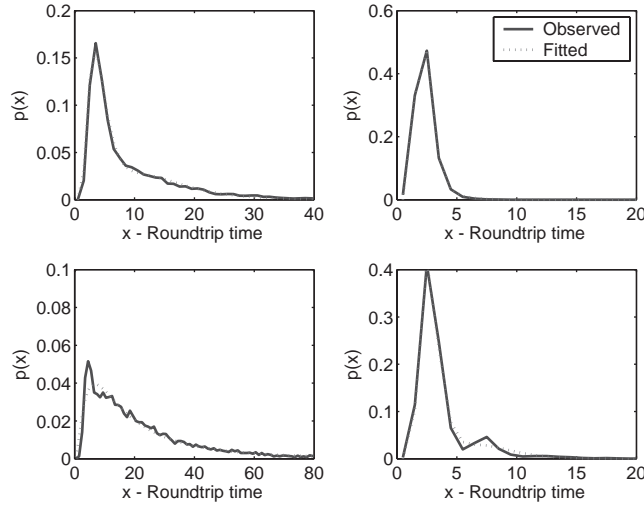 0.2
0.15
0.1
0.05
0
p(x)
0 10 20 30 40
x - Roundtrip time
0.6
0.4
0.2
0
p(x)
Observed
Fitted
0 5 10 15 20
x - Roundtrip time
0.1
0.08
0.06
0.04
0.02
0
p(x)
0 20 40 60 80
x - Roundtrip time
0.4
0.3
0.2
0.1
0
p(x)
0 5 10 15 20
x - Roundtrip time